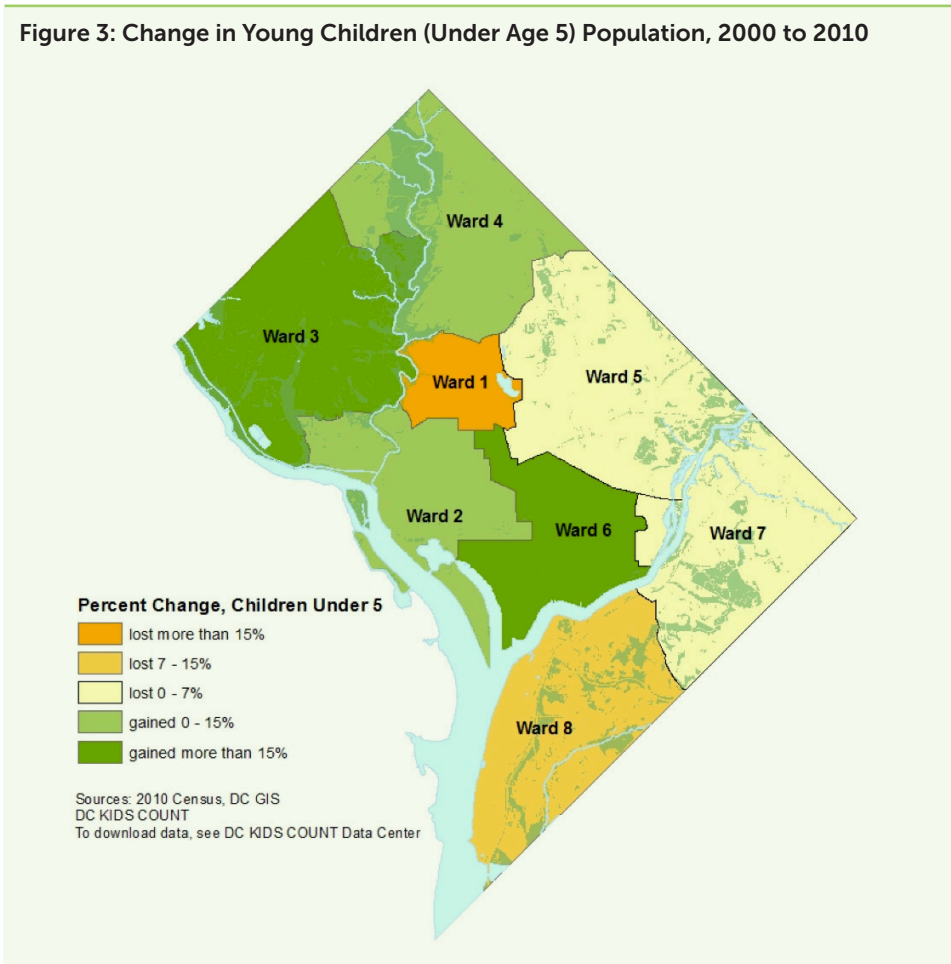 Figure 3: Change in Young Children (Under Age 5) Population, 2000 to 2010
Ward 4
Ward 3
Ward 1
Ward 5
Ward 2
Ward 6
Ward 7
Percent Change, Children Under 5
lost more than 15%
lost 7 - 15%
lost 0 - 7%
gained 0 - 15%
gained more than 15%
Ward 8
Sources: 2010 Census, DC GIS
DC KIDS COUNT
To download data, see DC KIDS COUNT Data Center